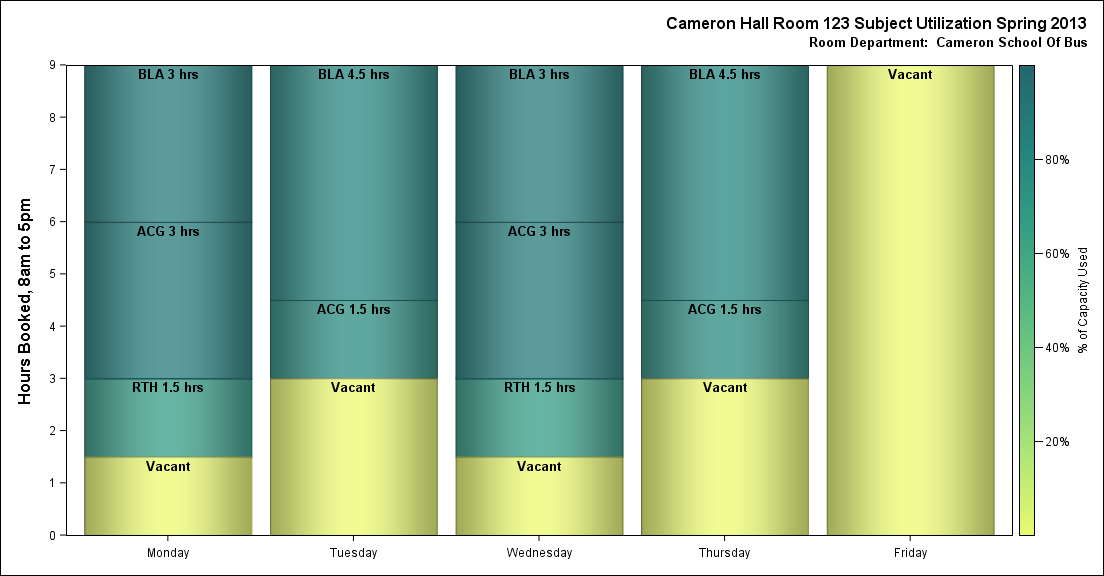 Cameron Hall Room 123 Subject Utilization Spring 2013
Room Department: Cameron School Of Bus
Hours Booked, 8am to 5pm
9
8
7
6
5
4
3
2
1
0
BLA 3 hrs
ACG 3 hrs
RTH 1.5 hrs
Vacant
BLA 4.5 hrs
ACG 1.5 hrs
Vacant
BLA 3 hrs
ACG 3 hrs
RTH 1.5 hrs
Vacant
BLA 4.5 hrs
ACG 1.5 hrs
Vacant
Vacant
Monday
Tuesday
Wednesday
Thursday
Friday
80%
60%
40%
20%
% of Capacity Used